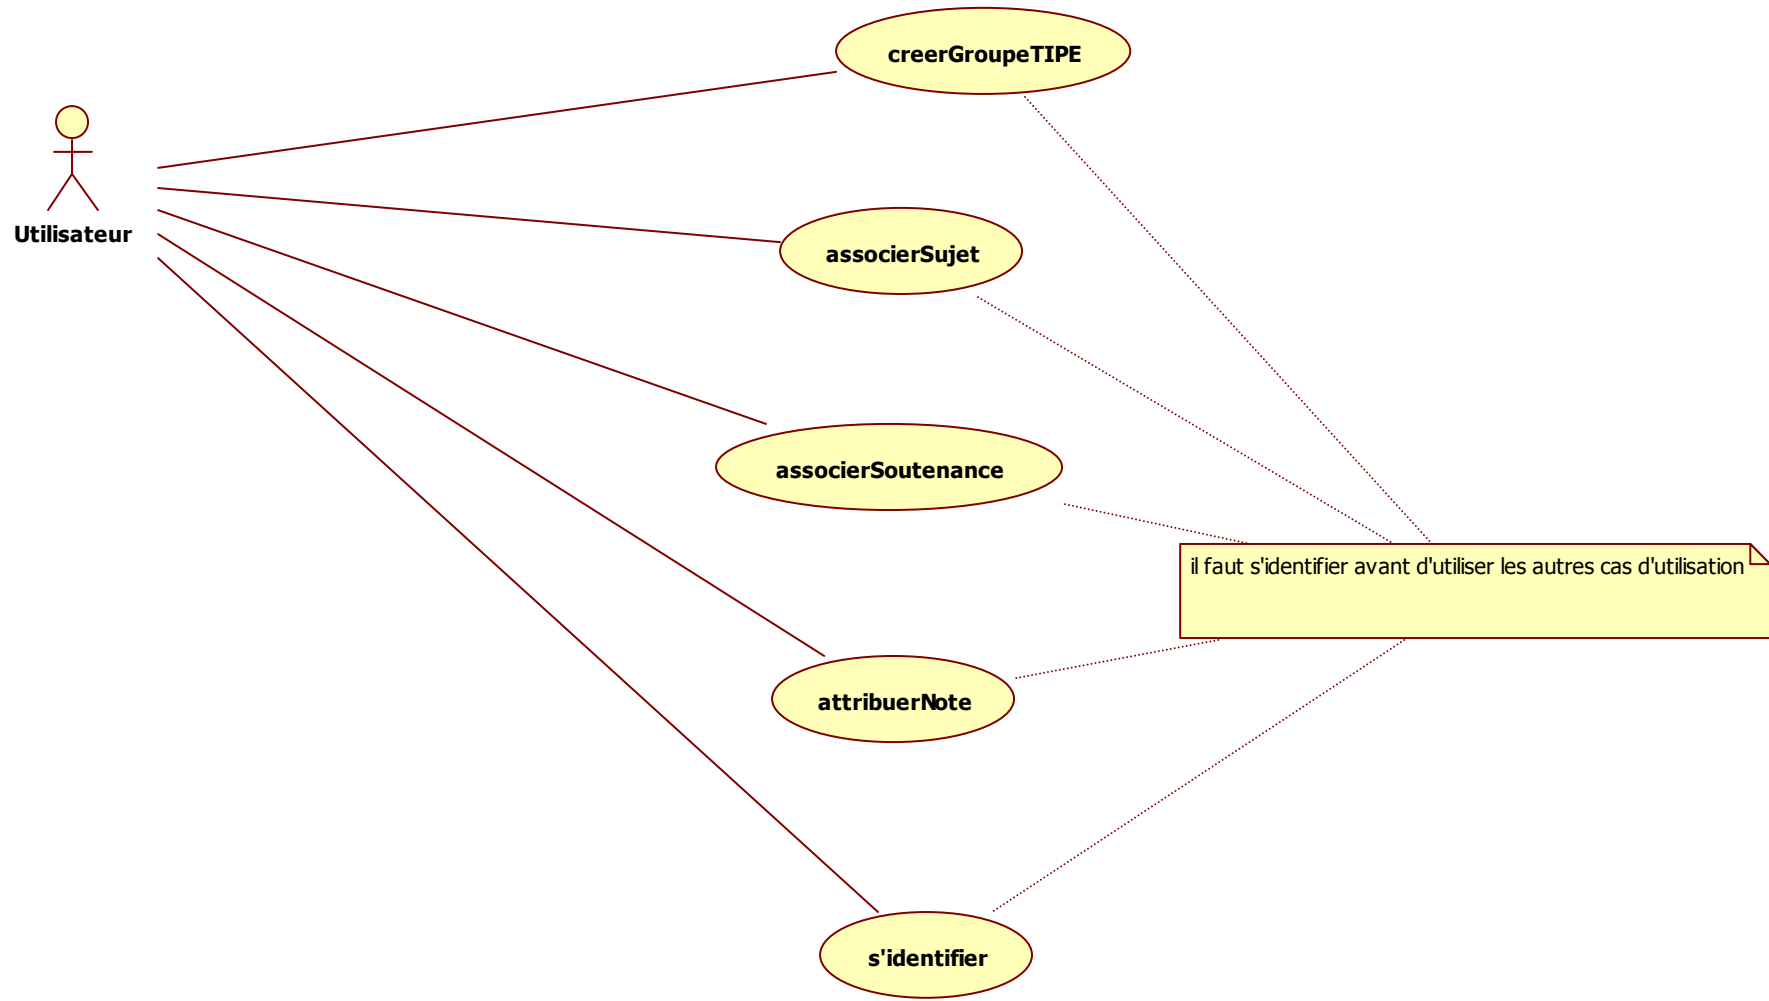 creerGroupeTIPE
Utilisateur
associerSujet
associerSoutenance
il faut s'identifier avant d'utiliser les autres cas d'utilisation
attribuerNote
s'identifier